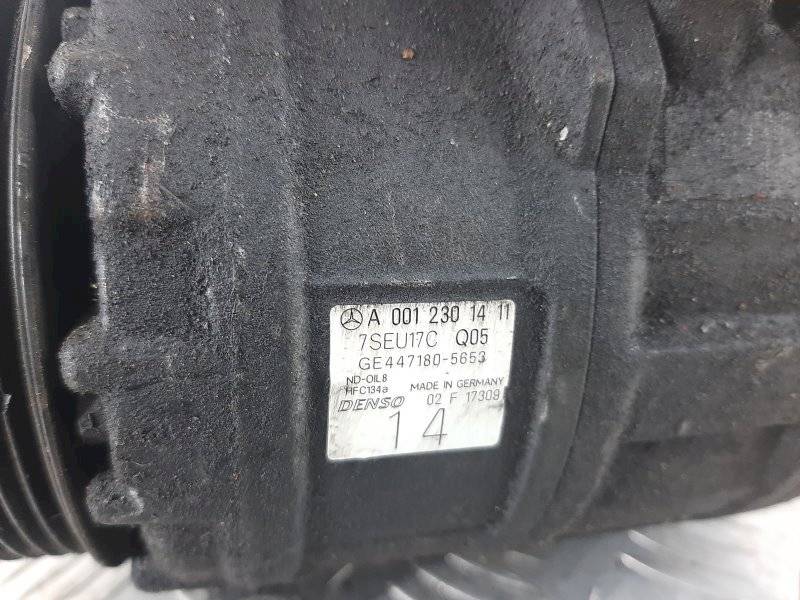 A 001 230 14 11
7SEU17C Q05
GE447180-5653
ND-OIL8
HFC134a MADE IN GERMANY
DENSO 02 F 17309
14